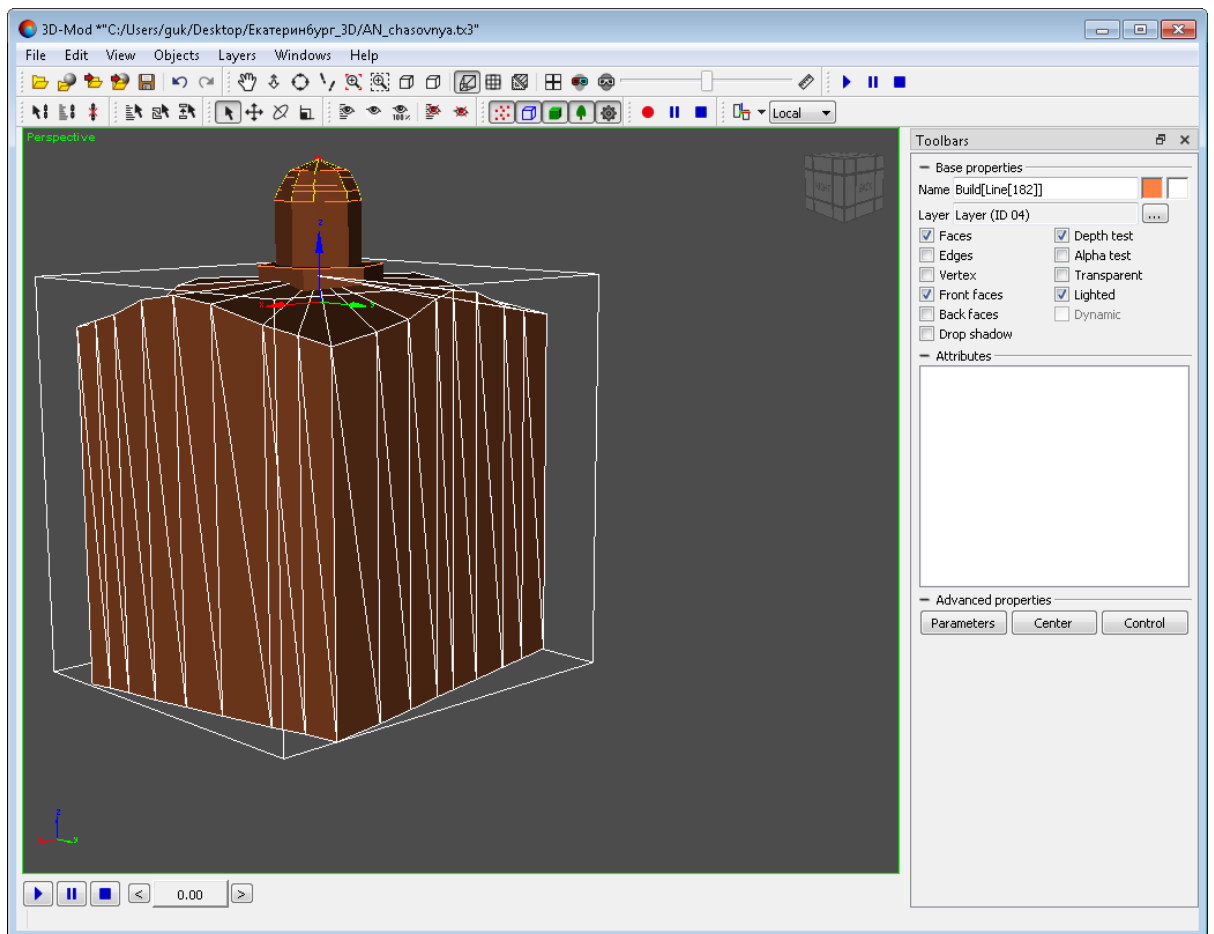 3D-Mod *"C:/Users/guk/Desktop/Екатеринбург_3D/AN_chasovnya.tx3"
File Edit View Objects Layers Windows Help
100%
Local
Perspective
Toolbars
Base properties
Name Build[Line[182]]
Layer Layer (ID 04) ...
Faces Depth test
Edges Alpha test
Vertex Transparent
Front faces Lighted
Back faces Dynamic
Drop shadow
Attributes
z
x y
Advanced properties
Parameters Center Control
z
x y
< 0.00 >